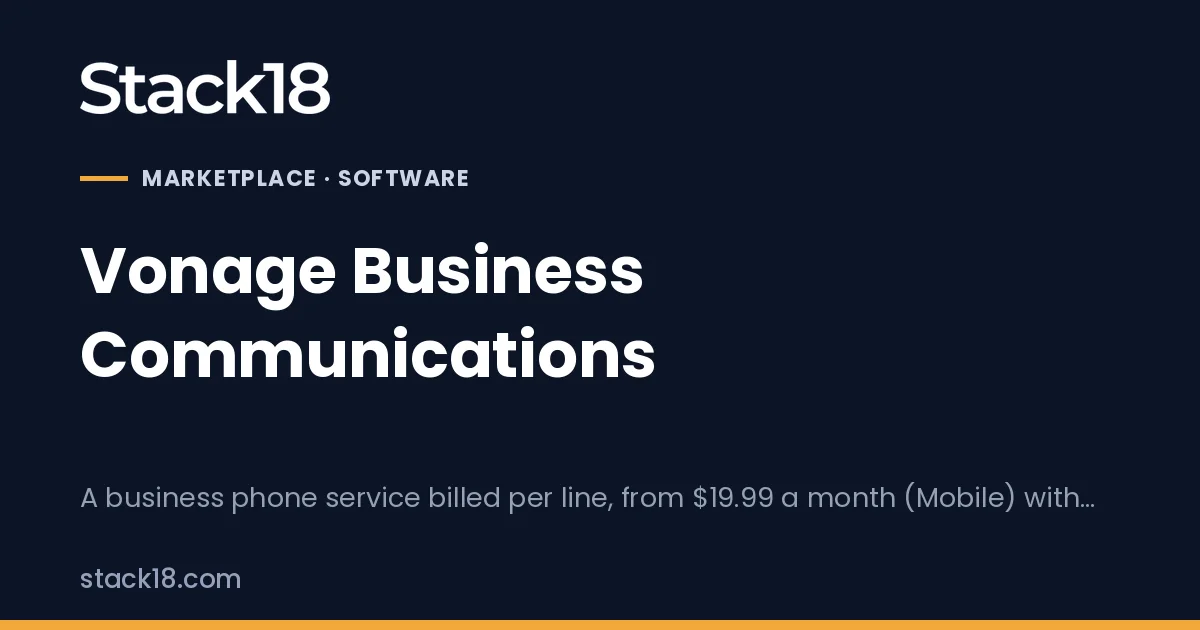 Stack18
MARKETPLACE · SOFTWARE
Vonage Business
Communications
A business phone service billed per line, from $19.99 a month (Mobile) with...
stack18.com